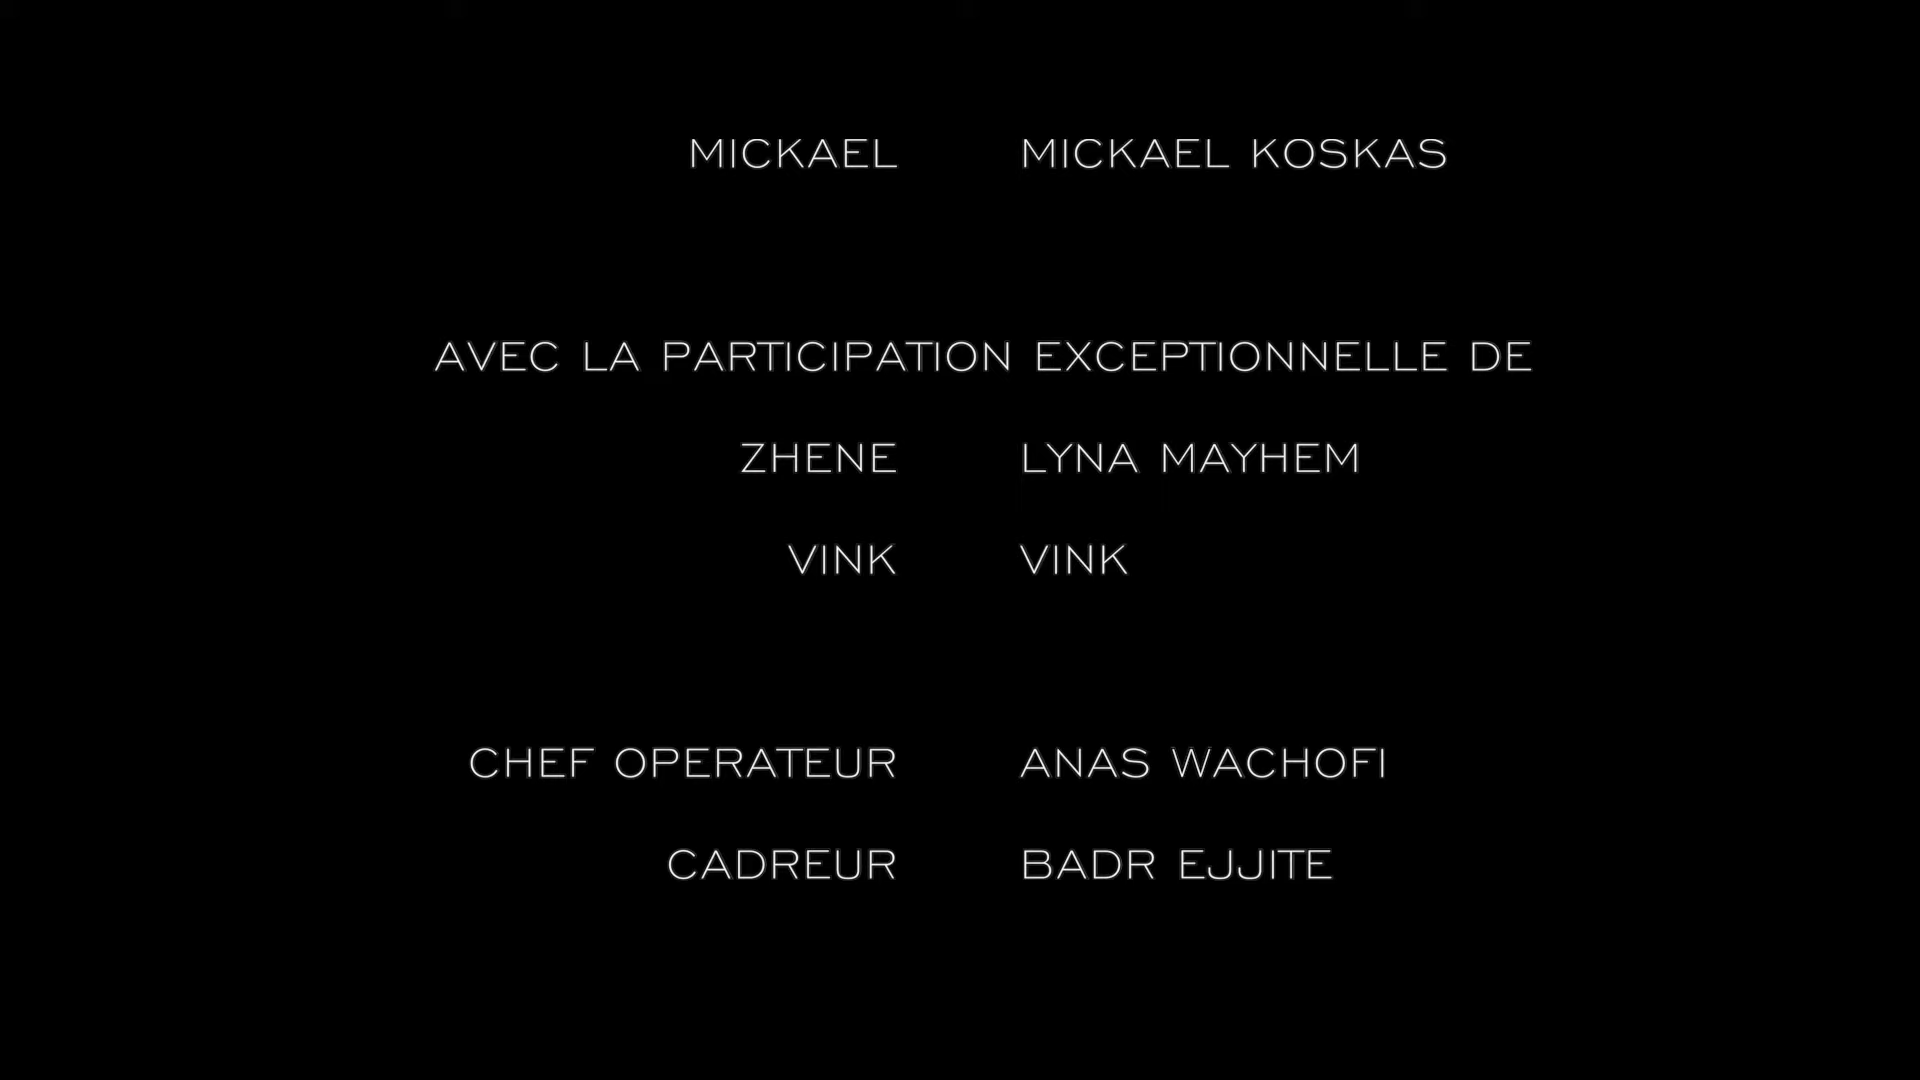 MICKAEL MICKAEL KOSKAS
AVEC LA PARTICIPATION EXCEPTIONNELLE DE
ZHENE LYNA MAYHEM
VINK VINK
CHEF OPERATEUR ANAS WACHOFI
CADREUR BADR EJJITE